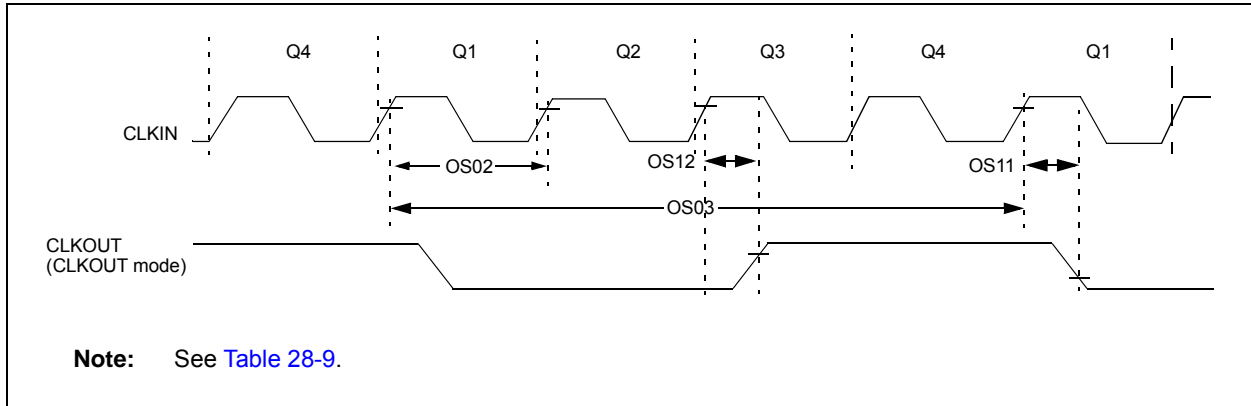 Q4 Q1 Q2 Q3 Q4 Q1
CLKIN
OS02
OS12
OS11
OS03
CLKOUT
(CLKOUT mode)
Note: See Table 28-9.